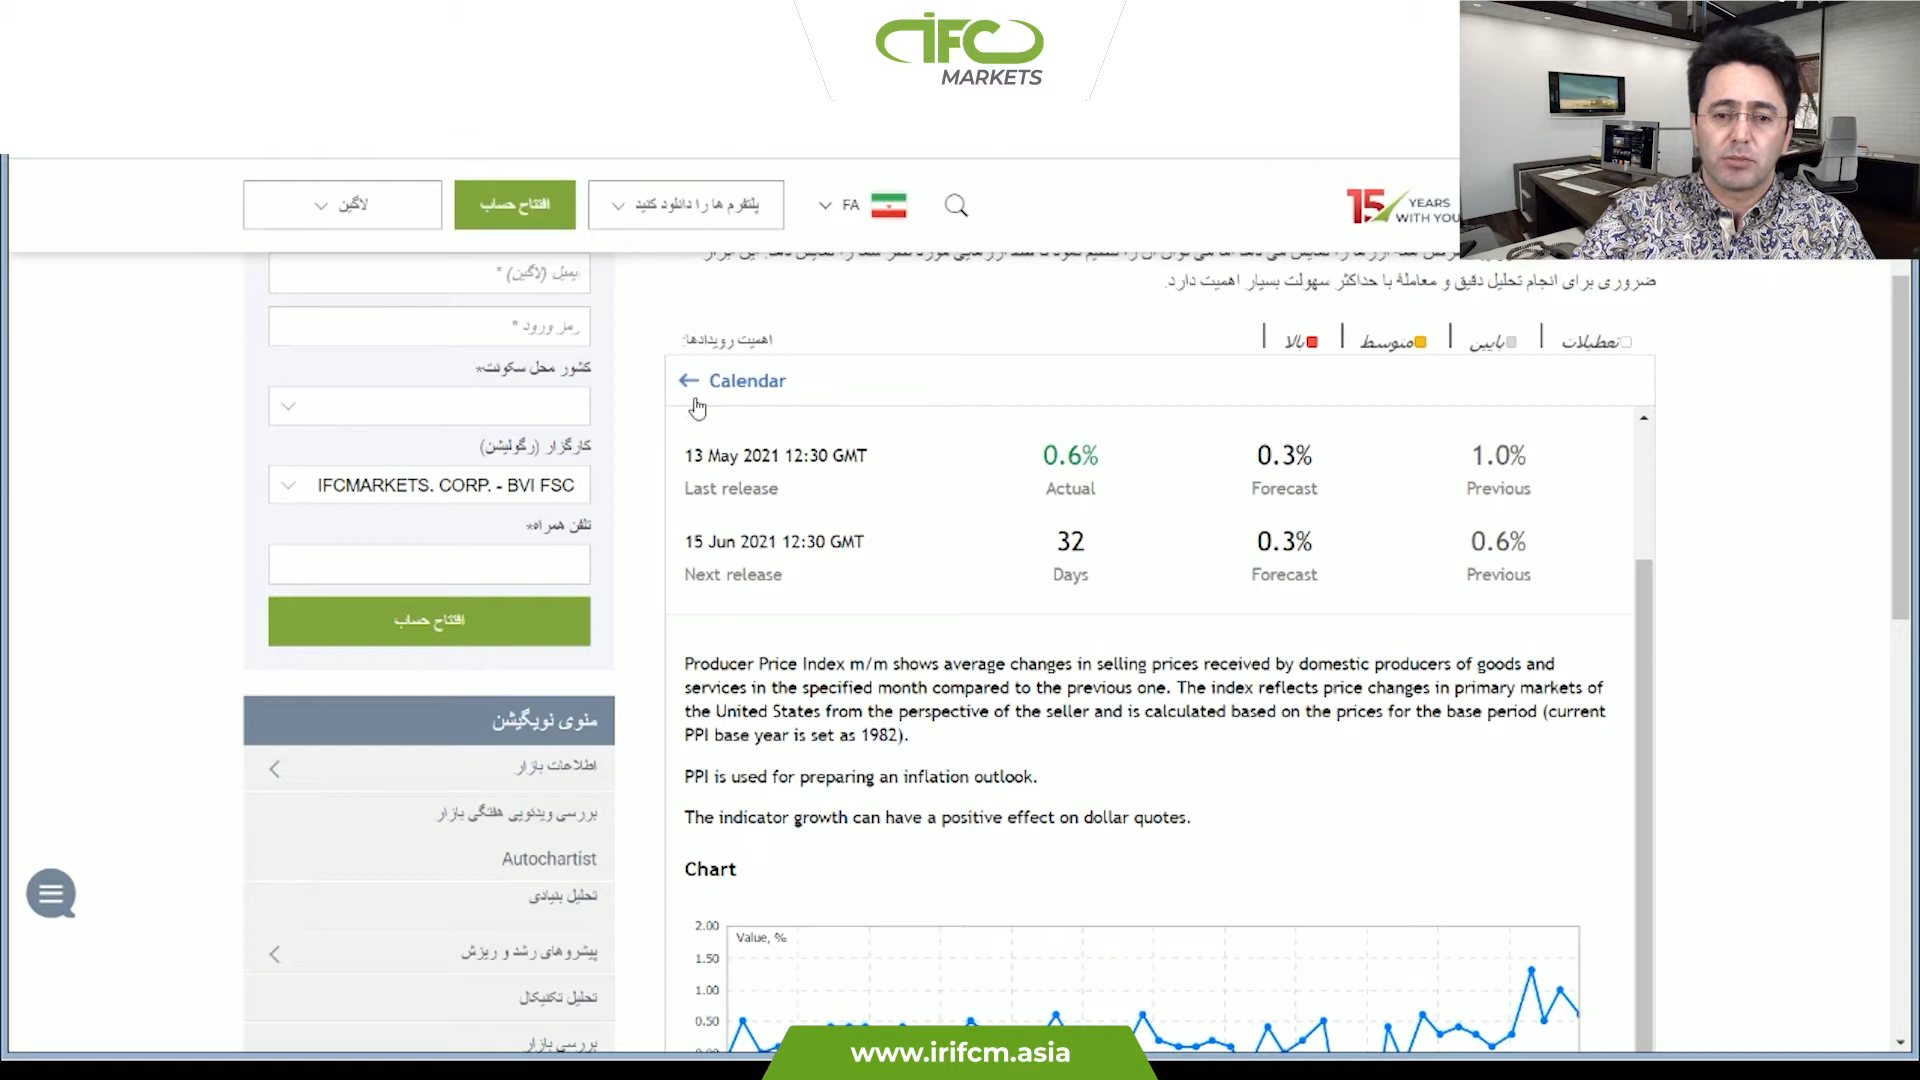 IFC
MARKETS
لاگین
افتتاح حساب
پلتفرم ها را دانلود کنید
FA
15 YEARS
WITH YOU
ایمیل (لاگین) *
رمز ورود *
کشور محل سکونت*
کارگزار (رگولیشن)
IFCMARKETS. CORP. - BVI FSC
تلفن همراه*
افتتاح حساب
منوی نویگیشن
اطلاعات بازار
بررسی ویدئویی هفتگی بازار
Autochartist
تحلیل بنیادی
پیشروهای رشد و ریزش
تحلیل تکنیکال
بررسی بازار
ضروری برای انجام تحلیل دقیق و معاملهٔ با حداکثر سهولت بسیار اهمیت دارد.
اهمیت رویدادها:
بالا | متوسط | پایین | تعطیلات
Calendar
13 May 2021 12:30 GMT 0.6% 0.3% 1.0%
Last release Actual Forecast Previous
15 Jun 2021 12:30 GMT 32 0.3% 0.6%
Next release Days Forecast Previous
Producer Price Index m/m shows average changes in selling prices received by domestic producers of goods and
services in the specified month compared to the previous one. The index reflects price changes in primary markets of
the United States from the perspective of the seller and is calculated based on the prices for the base period (current
PPI base year is set as 1982).
PPI is used for preparing an inflation outlook.
The indicator growth can have a positive effect on dollar quotes.
Chart
Value, %
2.00
1.50
1.00
0.50
0.00
www.irifcm.asia